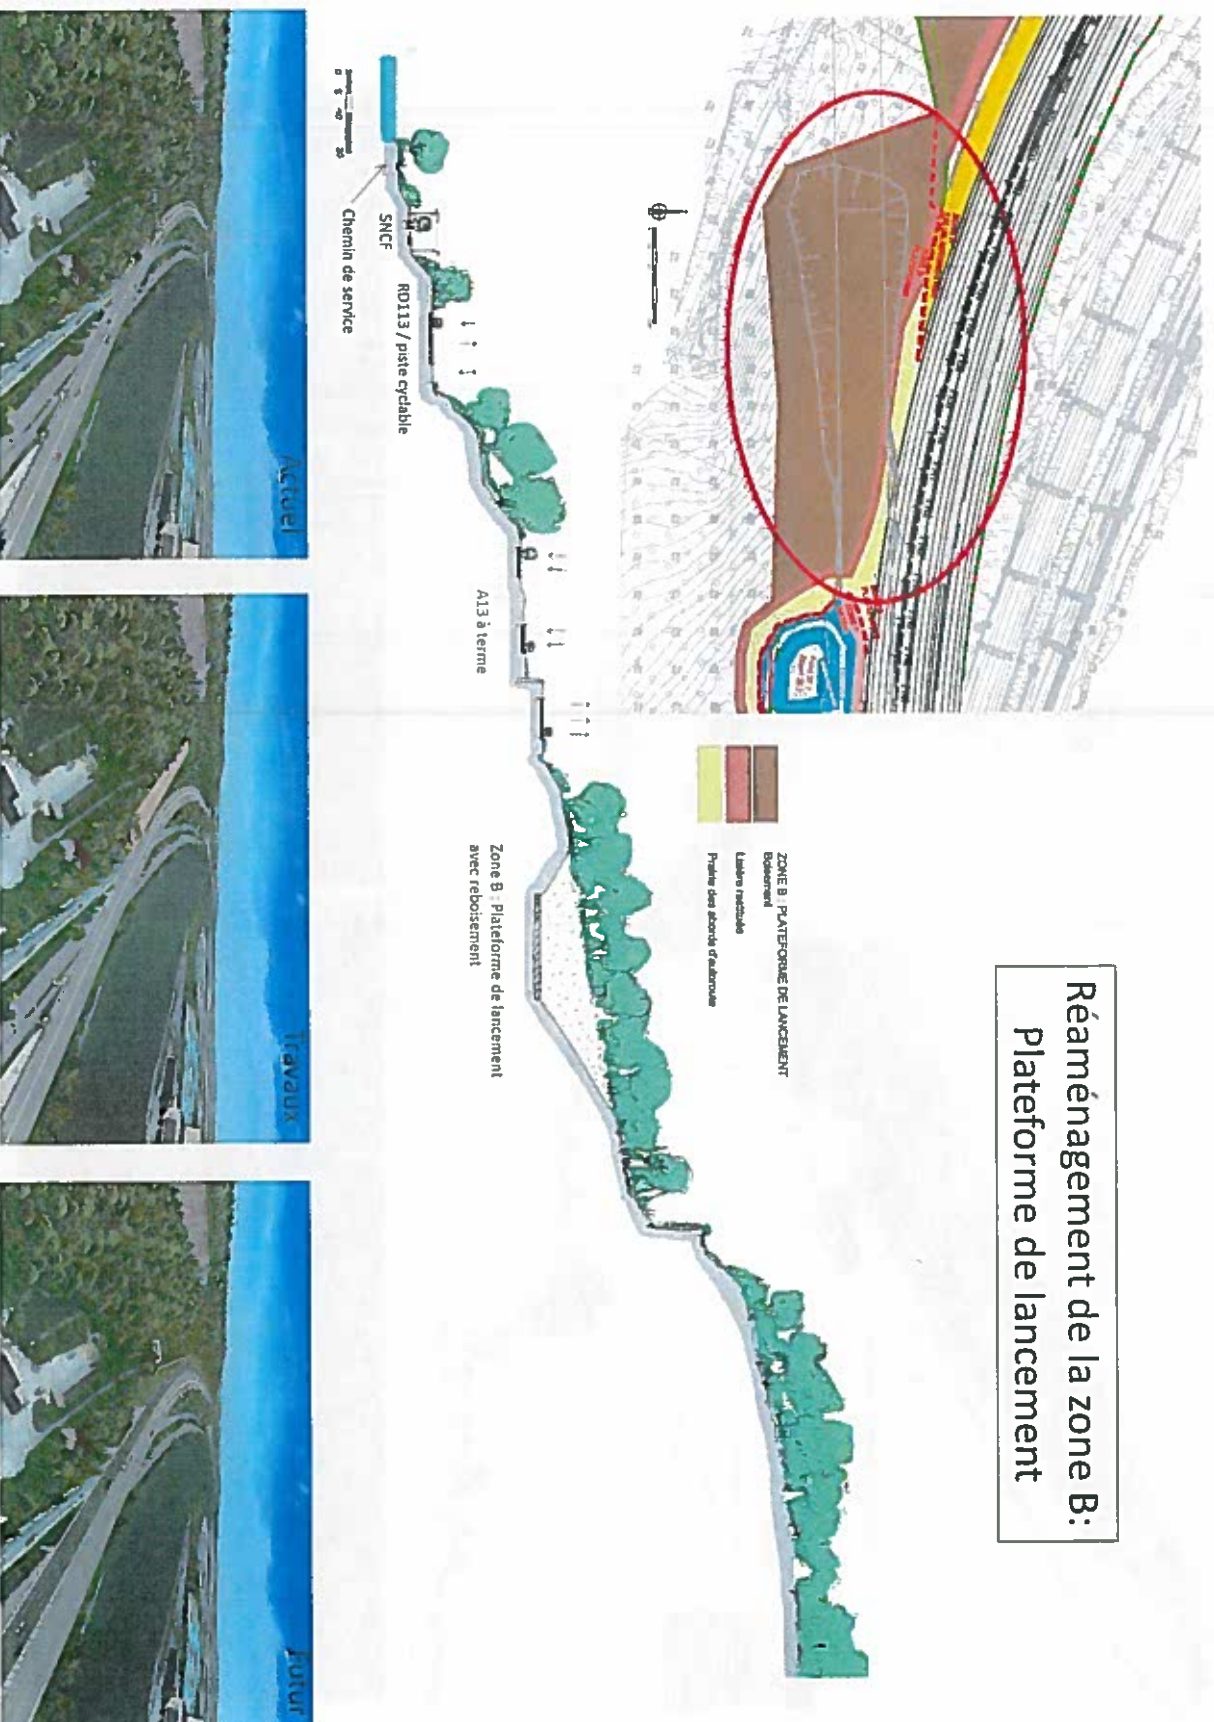 Réaménagement de la zone B:
Plateforme de lancement
ZONE B : PLATEFORME DE LANCEMENT
Boisement
Lisière restituée
Prairie des abords d'autoroute
Zone B : Plateforme de lancement
avec reboisement
A13 à terme
RD113 / piste cyclable
SNCF
Chemin de service
Actuel
Travaux
Futur